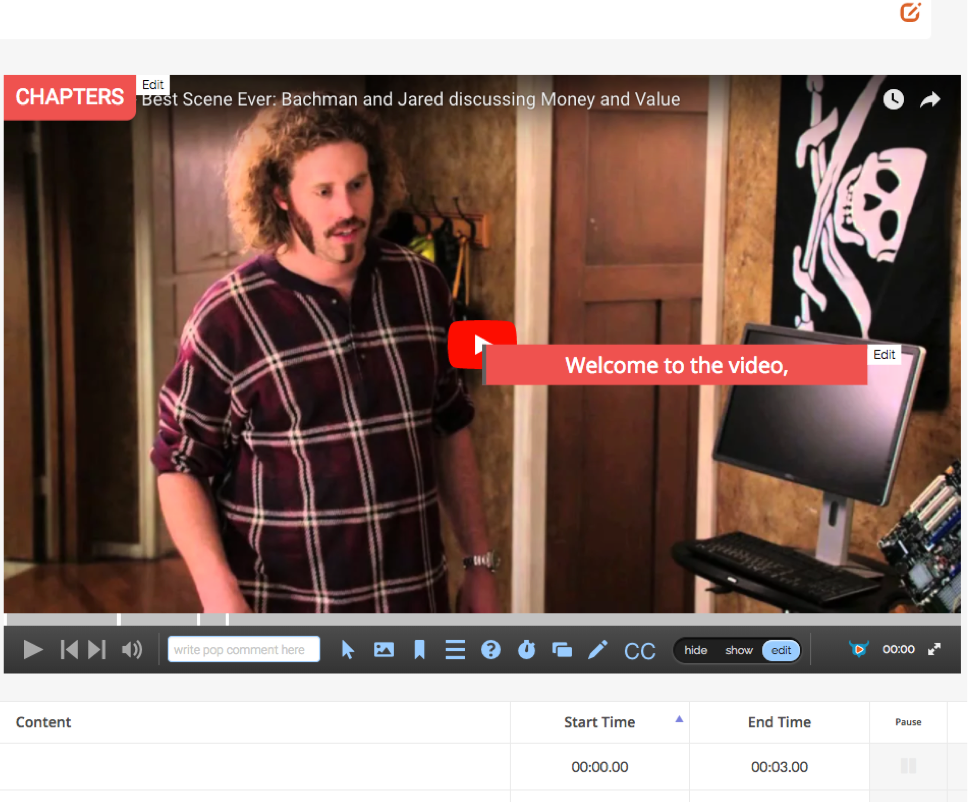 CHAPTERS
Edit
Best Scene Ever: Bachman and Jared discussing Money and Value
Edit
Welcome to the video,
write pop comment here
CC
hide show edit
00:00
Content Start Time End Time Pause
00:00.00 00:03.00